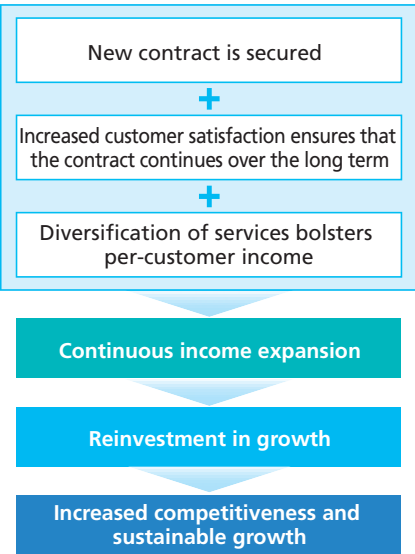 New contract is secured
+
Increased customer satisfaction ensures that
the contract continues over the long term
+
Diversification of services bolsters
per-customer income
Continuous income expansion
Reinvestment in growth
Increased competitiveness and
sustainable growth